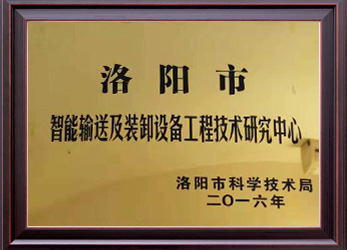 洛阳市
智能输送及装卸设备工程技术研究中心
洛阳市科学技术局
二〇一六年